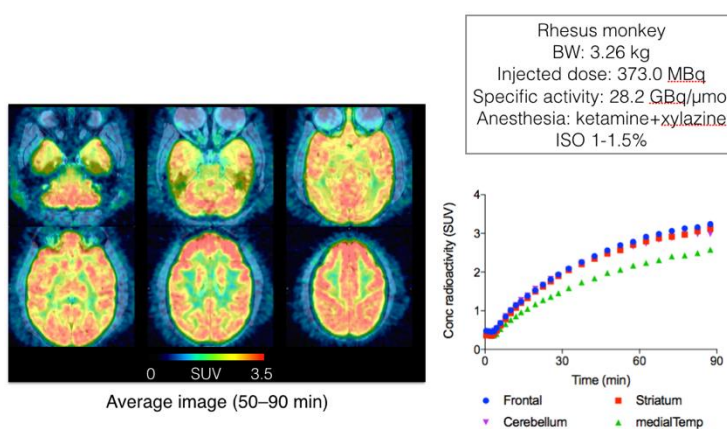 Rhesus monkey
BW: 3.26 kg
Injected dose: 373.0 MBq
Specific activity: 28.2 GBq/µmo
Anesthesia: ketamine+xylazine
ISO 1-1.5%
0 SUV 3.5
Average image (50–90 min)
Conc radioactivity (SUV)
4
3
2
1
0
0 30 60 90
Time (min)
Frontal Striatum
Cerebellum medialTemp